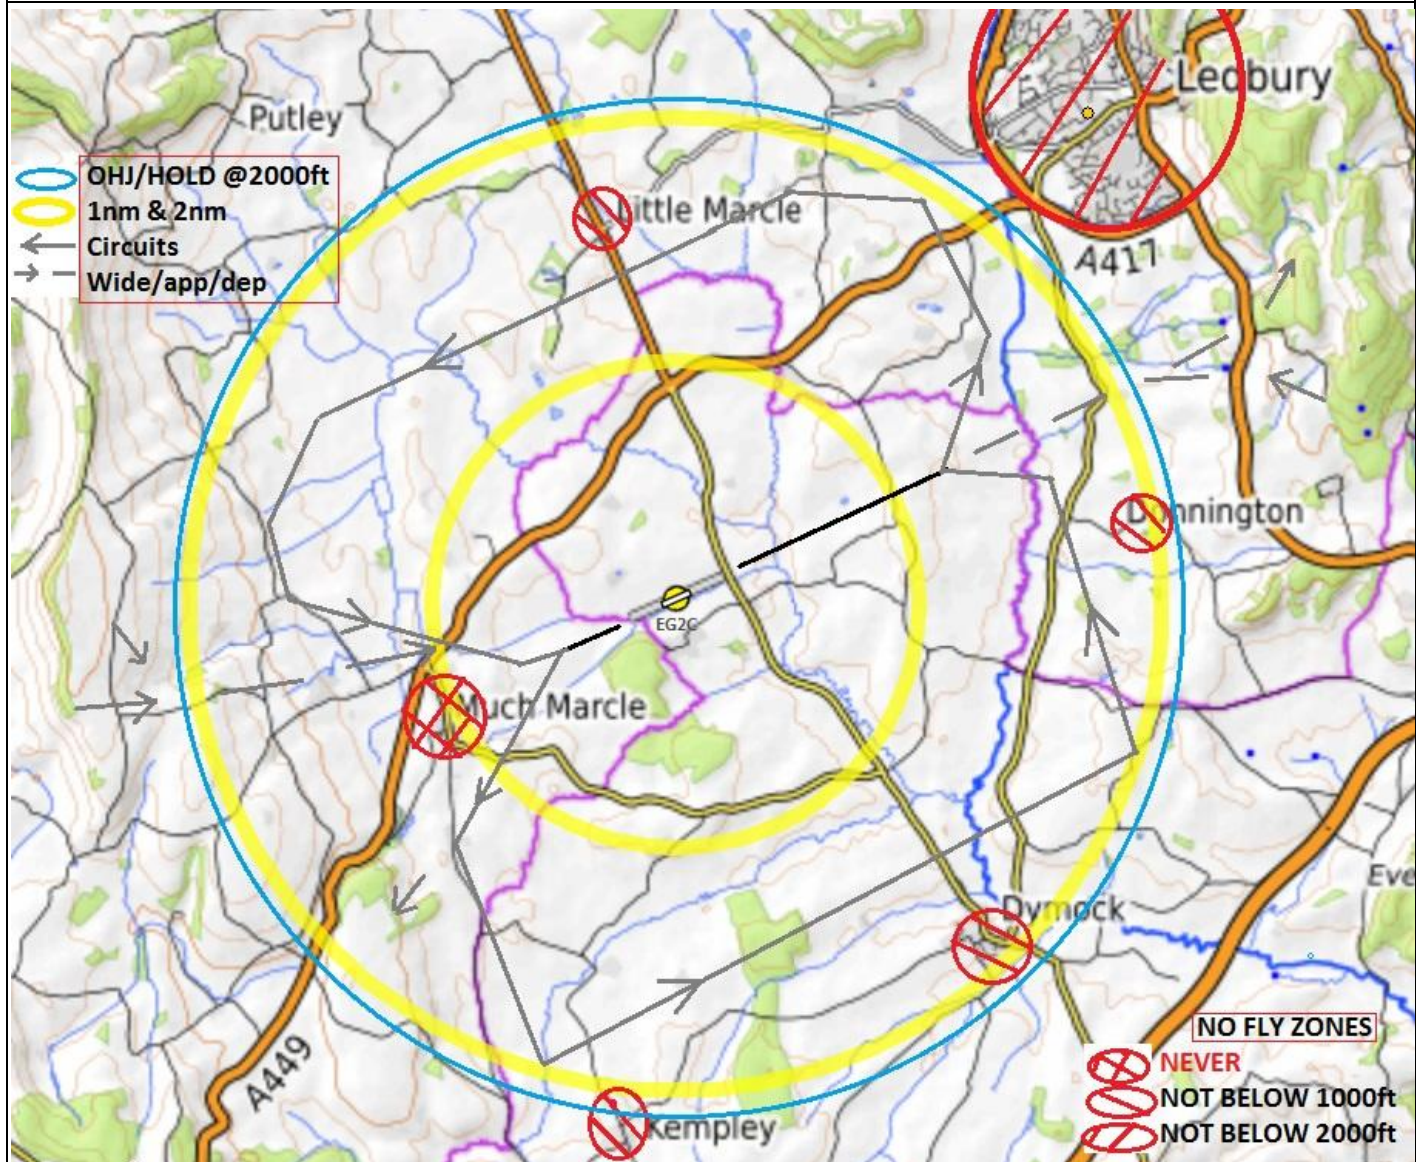 Ledbury
Putley
OHJ/HOLD @2000ft
1nm & 2nm
Circuits
Wide/app/dep
Little Marcle
A417
Donnington
EG2C
Much Marcle
Eve
Dymock
A449
NO FLY ZONES
NEVER
NOT BELOW 1000ft
NOT BELOW 2000ft
Kempley